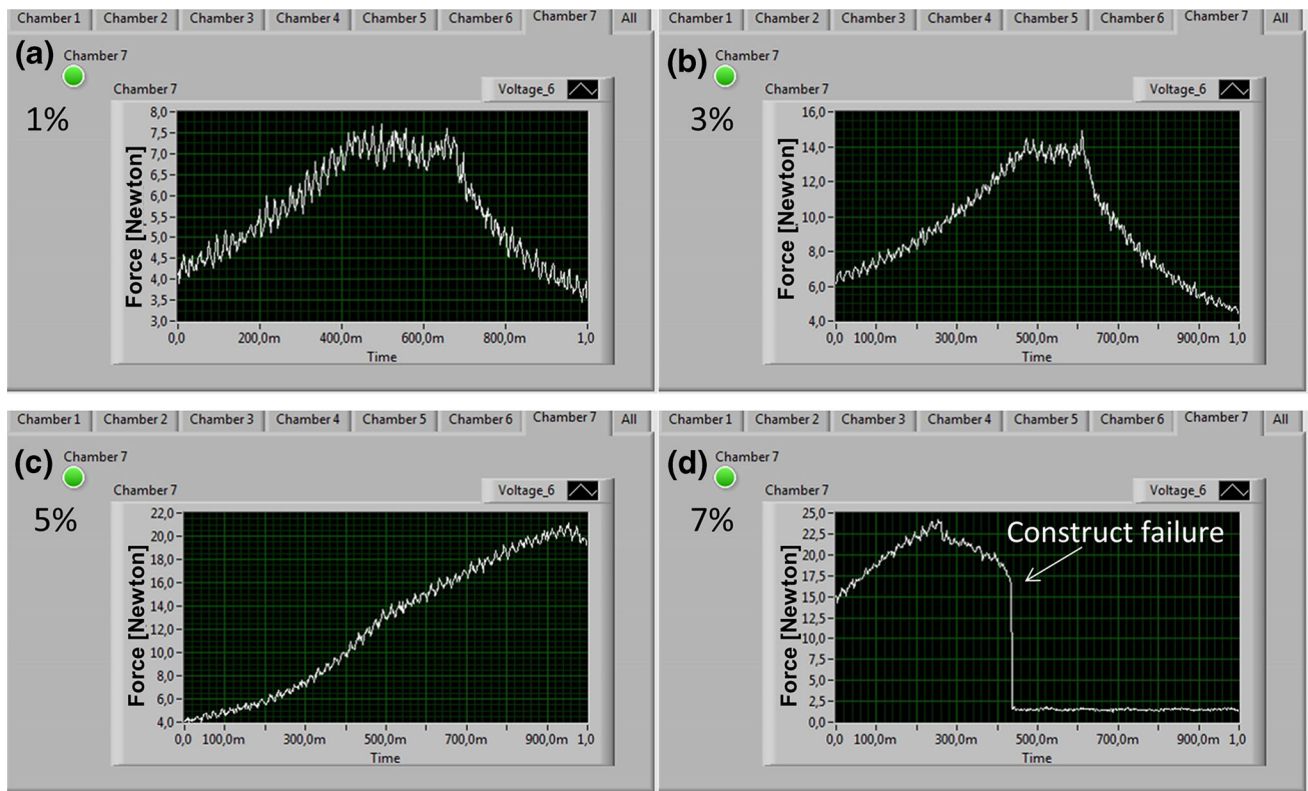 Chamber 1 Chamber 2 Chamber 3 Chamber 4 Chamber 5 Chamber 6 Chamber 7 All
(a) Chamber 7
1%
Chamber 7 Voltage_6
8,0
7,5
7,0
6,5
6,0
5,5
5,0
4,5
4,0
3,5
3,0
Force [Newton]
0,0 200,0m 400,0m 600,0m 800,0m 1,0
Time
Chamber 1 Chamber 2 Chamber 3 Chamber 4 Chamber 5 Chamber 6 Chamber 7 All
(b) Chamber 7
3%
Chamber 7 Voltage_6
16,0
14,0
12,0
10,0
8,0
6,0
4,0
Force [Newton]
0,0 100,0m 300,0m 500,0m 700,0m 900,0m 1,0
Time
Chamber 1 Chamber 2 Chamber 3 Chamber 4 Chamber 5 Chamber 6 Chamber 7 All
(c) Chamber 7
5%
Chamber 7 Voltage_6
22,0
20,0
18,0
16,0
14,0
12,0
10,0
8,0
6,0
4,0
Force [Newton]
0,0 100,0m 300,0m 500,0m 700,0m 900,0m 1,0
Time
Chamber 1 Chamber 2 Chamber 3 Chamber 4 Chamber 5 Chamber 6 Chamber 7 All
(d) Chamber 7
7%
Chamber 7 Voltage_6
25,0
22,5
20,0
17,5
15,0
12,5
10,0
7,5
5,0
2,5
0,0
Force [Newton]
Construct failure
0,0 100,0m 300,0m 500,0m 700,0m 900,0m 1,0
Time